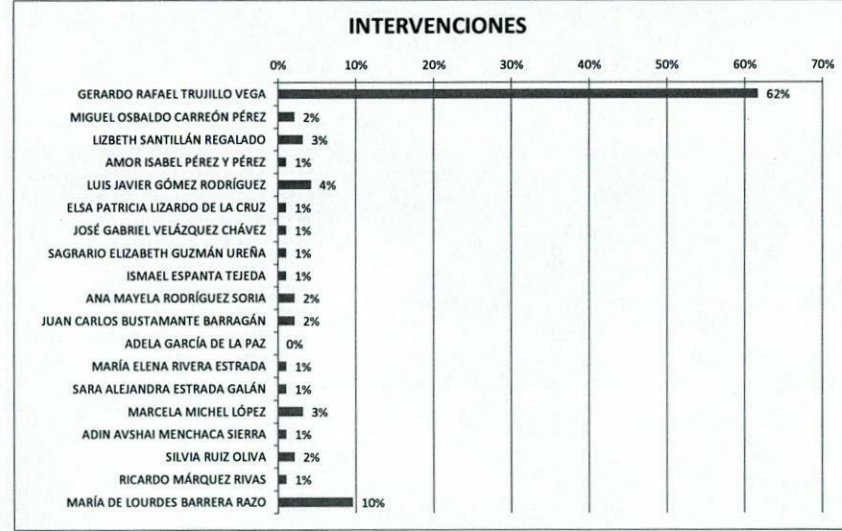 INTERVENCIONES
0% 10% 20% 30% 40% 50% 60% 70%
GERARDO RAFAEL TRUJILLO VEGA 62%
MIGUEL OSBALDO CARREÓN PÉREZ 2%
LIZBETH SANTILLÁN REGALADO 3%
AMOR ISABEL PÉREZ Y PÉREZ 1%
LUIS JAVIER GÓMEZ RODRÍGUEZ 4%
ELSA PATRICIA LIZARDO DE LA CRUZ 1%
JOSÉ GABRIEL VELÁZQUEZ CHÁVEZ 1%
SAGRARIO ELIZABETH GUZMÁN UREÑA 1%
ISMAEL ESPANTA TEJEDA 1%
ANA MAYELA RODRÍGUEZ SORIA 2%
JUAN CARLOS BUSTAMANTE BARRAGÁN 2%
ADELA GARCÍA DE LA PAZ 0%
MARÍA ELENA RIVERA ESTRADA 1%
SARA ALEJANDRA ESTRADA GALÁN 1%
MARCELA MICHEL LÓPEZ 3%
ADIN AVSHAI MENCHACA SIERRA 1%
SILVIA RUIZ OLIVA 2%
RICARDO MÁRQUEZ RIVAS 1%
MARÍA DE LOURDES BARRERA RAZO 10%